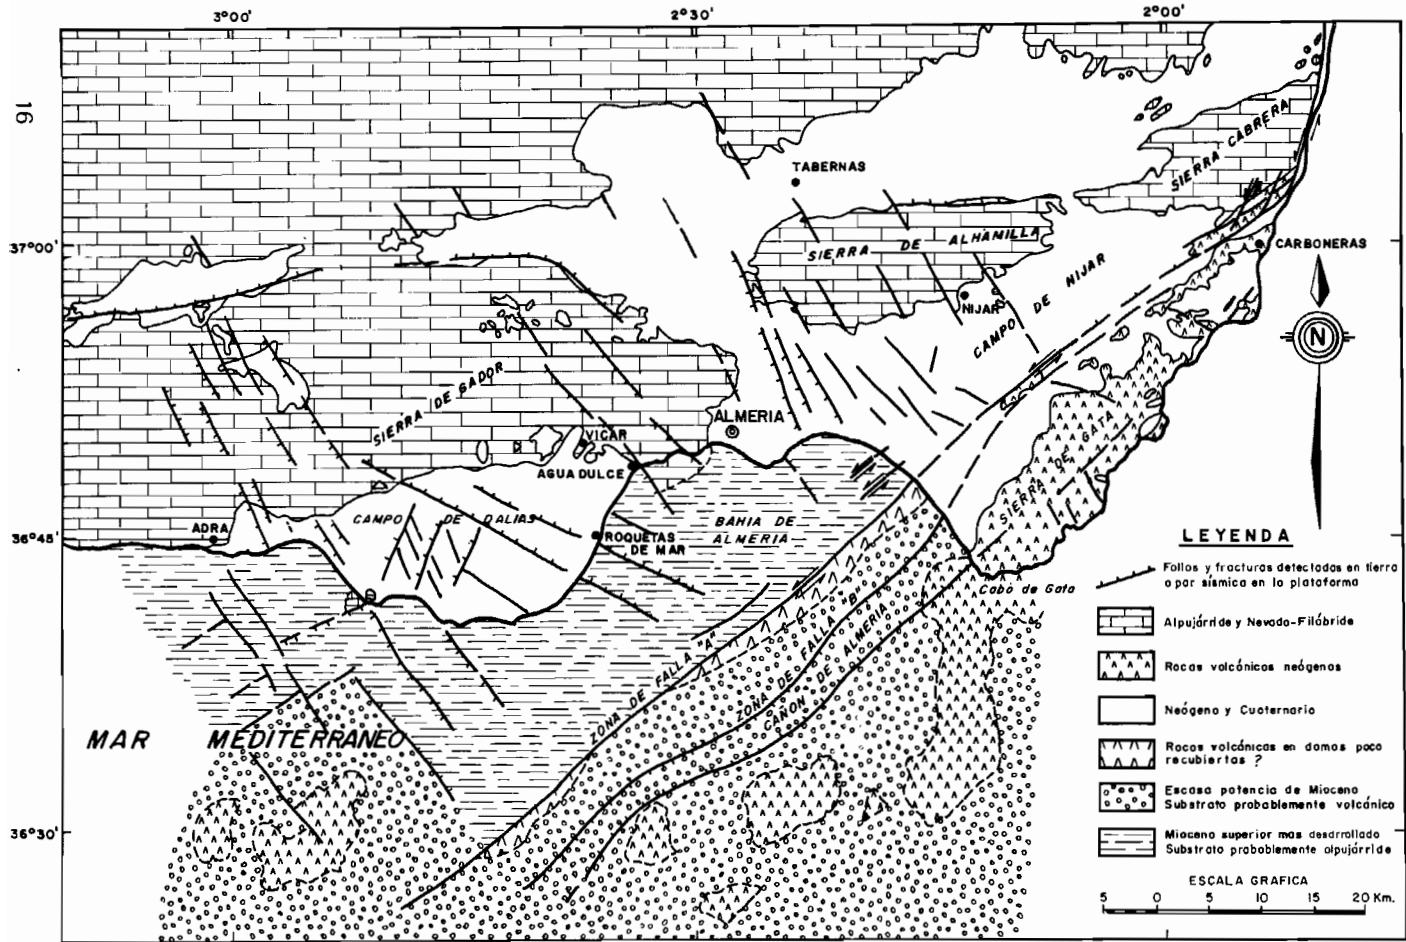 3°00'
2°30'
2°00'
16
TABERNAS
SIERRA CABRERA
37°00'
SIERRA DE ALHAMILLA
CARBONERAS
NIJAR
CAMPO DE NIJAR
N
SIERRA DE GADOR
ALMERIA
VICAR
AGUADULCE
SIERRA DE GATA
ADRA
CAMPO DE DALIAS
BAHIA DE
ALMERIA
36°45'
ROQUETAS
DE MAR
Cabo de Gata
ZONA DE FALLA "A"
ZONA DE FALLA "B"
CAÑON DE ALMERIA
MAR MEDITERRANEO
36°30'
LEYENDA
Fallas y fracturas detectadas en tierra
o por sísmica en la plataforma
Alpujárride y Nevado-Filábride
Rocas volcánicas neógenas
Neógeno y Cuaternario
Rocas volcánicas en domos poco
recubiertas ?
Escasa potencia de Mioceno
Substrato probablemente volcánico
Mioceno superior mas desarrollado
Substrato probablemente alpujárride
ESCALA GRAFICA
5 0 5 10 15 20 Km.